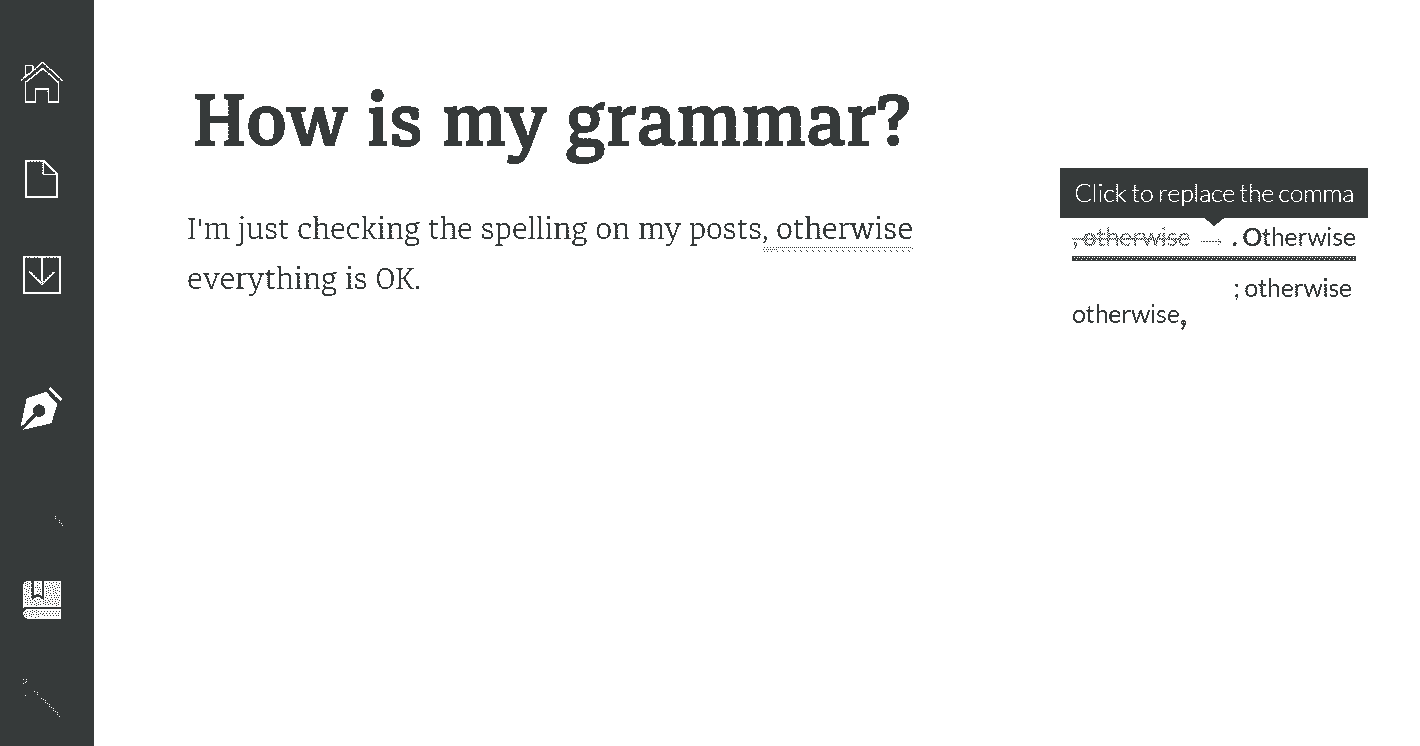 How is my grammar?
I'm just checking the spelling on my posts, otherwise
everything is OK.
Click to replace the comma
, otherwise → . Otherwise
; otherwise
otherwise,